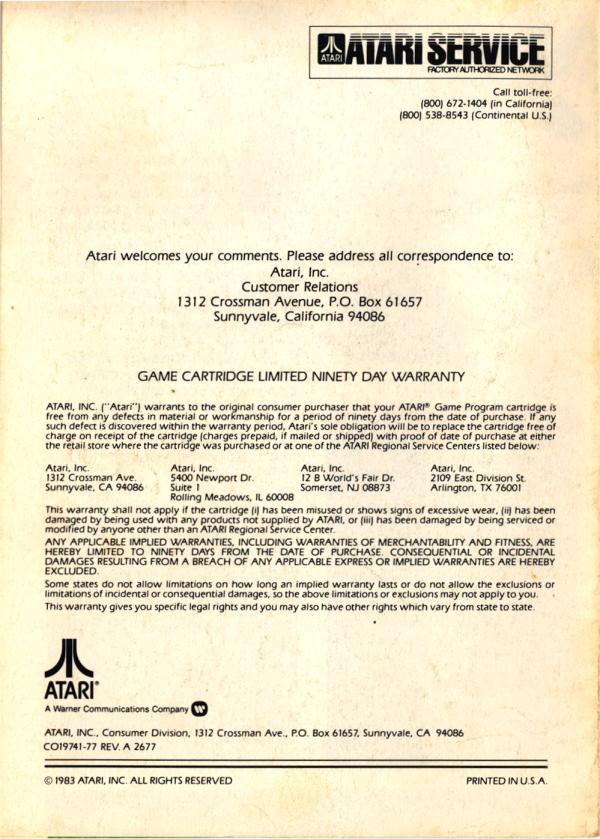 ATARI
ATARI SERVICE
FACTORY AUTHORIZED NETWORK
Call toll-free:
(800) 672-1404 (in California)
(800) 538-8543 (Continental U.S.)
Atari welcomes your comments. Please address all correspondence to:
Atari, Inc.
Customer Relations
1312 Crossman Avenue, P.O. Box 61657
Sunnyvale, California 94086
GAME CARTRIDGE LIMITED NINETY DAY WARRANTY
ATARI, INC. ("Atari") warrants to the original consumer purchaser that your ATARI® Game Program cartridge is
free from any defects in material or workmanship for a period of ninety days from the date of purchase. If any
such defect is discovered within the warranty period, Atari's sole obligation will be to replace the cartridge free of
charge on receipt of the cartridge (charges prepaid, if mailed or shipped) with proof of date of purchase at either
the retail store where the cartridge was purchased or at one of the ATARI Regional Service Centers listed below:
Atari, Inc.
1312 Crossman Ave.
Sunnyvale, CA 94086
Atari, Inc.
5400 Newport Dr.
Suite 1
Rolling Meadows, IL 60008
Atari, Inc.
12 B World's Fair Dr.
Somerset, NJ 08873
Atari, Inc.
2109 East Division St.
Arlington, TX 76001
This warranty shall not apply if the cartridge (i) has been misused or shows signs of excessive wear, (ii) has been
damaged by being used with any products not supplied by ATARI, or (iii) has been damaged by being serviced or
modified by anyone other than an ATARI Regional Service Center.
ANY APPLICABLE IMPLIED WARRANTIES, INCLUDING WARRANTIES OF MERCHANTABILITY AND FITNESS, ARE
HEREBY LIMITED TO NINETY DAYS FROM THE DATE OF PURCHASE. CONSEQUENTIAL OR INCIDENTAL
DAMAGES RESULTING FROM A BREACH OF ANY APPLICABLE EXPRESS OR IMPLIED WARRANTIES ARE HEREBY
EXCLUDED.
Some states do not allow limitations on how long an implied warranty lasts or do not allow the exclusions or
limitations of incidental or consequential damages, so the above limitations or exclusions may not apply to you.
This warranty gives you specific legal rights and you may also have other rights which vary from state to state.
ATARI®
A Warner Communications Company
ATARI, INC., Consumer Division, 1312 Crossman Ave., P.O. Box 61657, Sunnyvale, CA 94086
CO19741-77 REV. A 2677
© 1983 ATARI, INC. ALL RIGHTS RESERVED
PRINTED IN U.S.A.